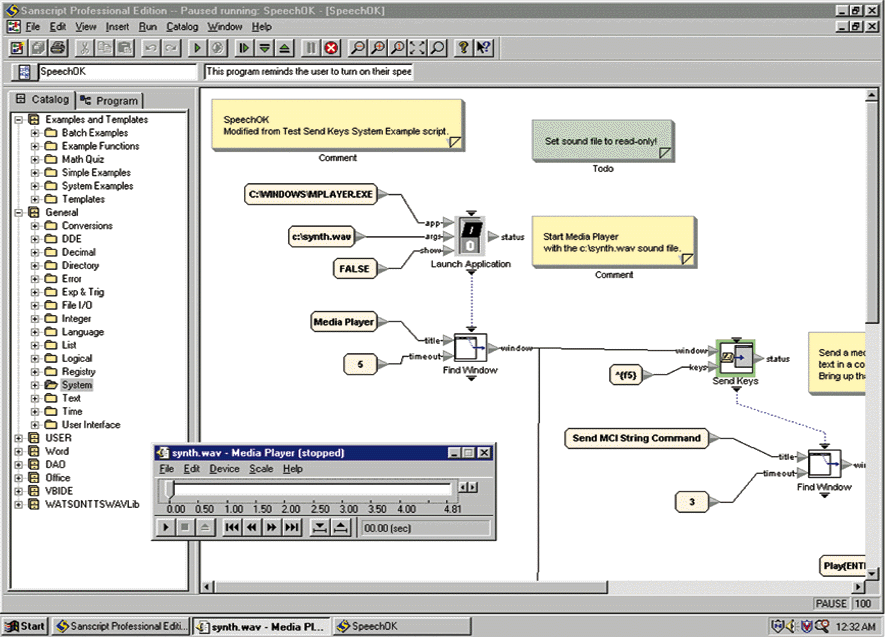 Sanscript Professional Edition -- Paused running: SpeechOK - [SpeechOK]
File Edit View Insert Run Catalog Window Help
SpeechOK
This program reminds the user to turn on their spee
Catalog
Program
Examples and Templates
Batch Examples
Example Functions
Math Quiz
Simple Examples
System Examples
Templates
General
Conversions
DDE
Decimal
Directory
Error
Exp & Trig
File I/O
Integer
Language
List
Logical
Registry
System
Text
Time
User Interface
USER
Word
DAO
Office
VBIDE
WATSONTTSWAVLib
SpeechOK
Modified from Test Send Keys System Example script.
Comment
Set sound file to read-only!
Todo
C:\WINDOWS\MPLAYER.EXE
c:\synth.wav
FALSE
app
args
show
status
Launch Application
Start Media Player
with the c:\synth.wav sound file.
Comment
Media Player
5
title
timeout
window
Find Window
window
keys
status
^{f5}
Send Keys
Send a med
text in a co
Bring up tha
Send MCI String Command
3
title
timeout
win
Find Window
Play{ENT
synth.wav - Media Player (stopped)
File Edit Device Scale Help
0.00 0.50 1.00 1.50 2.00 2.50 3.00 3.50 4.00 4.81
00.00 (sec)
PAUSE 100
Start
Sanscript Professional Editi...
synth.wav - Media Pl...
SpeechOK
12:32 AM